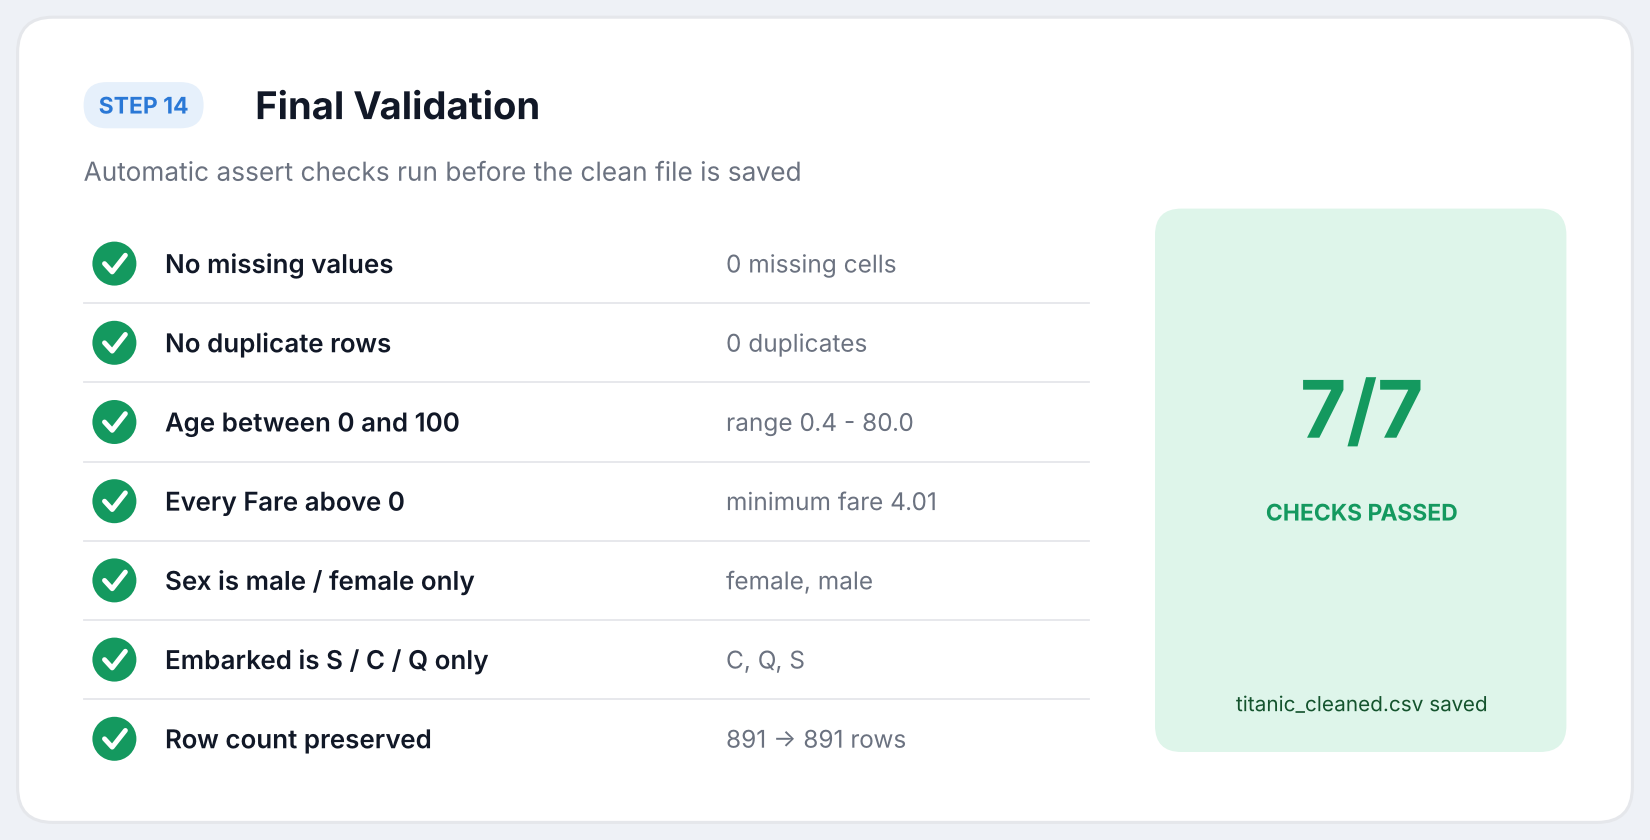 STEP 14 Final Validation
Automatic assert checks run before the clean file is saved
No missing values 0 missing cells
No duplicate rows 0 duplicates
Age between 0 and 100 range 0.4 - 80.0
Every Fare above 0 minimum fare 4.01
Sex is male / female only female, male
Embarked is S / C / Q only C, Q, S
Row count preserved 891 → 891 rows
7/7
CHECKS PASSED
titanic_cleaned.csv saved